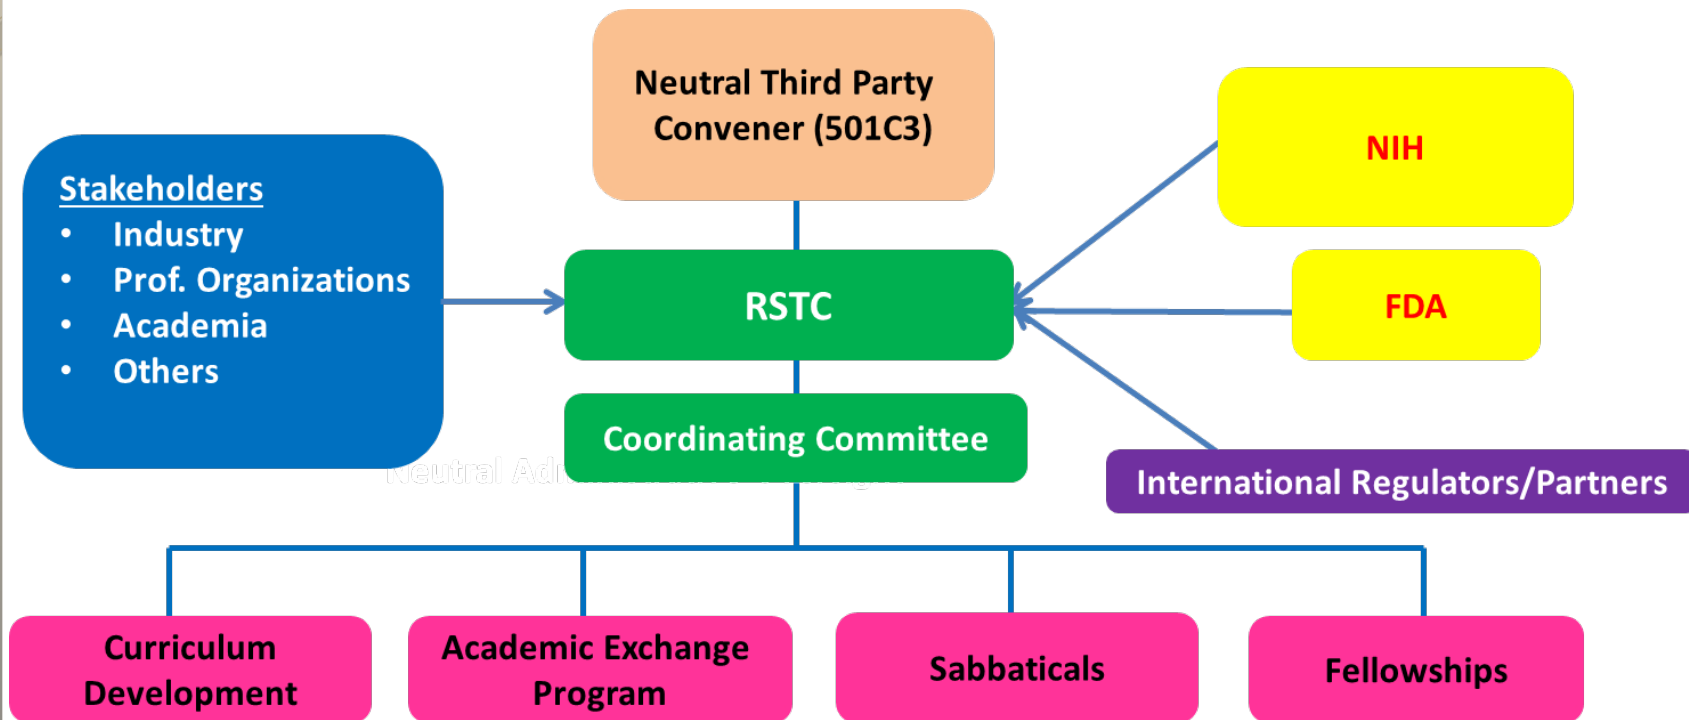 Neutral Third Party
Convener (501C3)
NIH
Stakeholders
• Industry
• Prof. Organizations
• Academia
• Others
RSTC
FDA
Coordinating Committee
Neutral
International Regulators/Partners
Curriculum
Development
Academic Exchange
Program
Sabbaticals
Fellowships